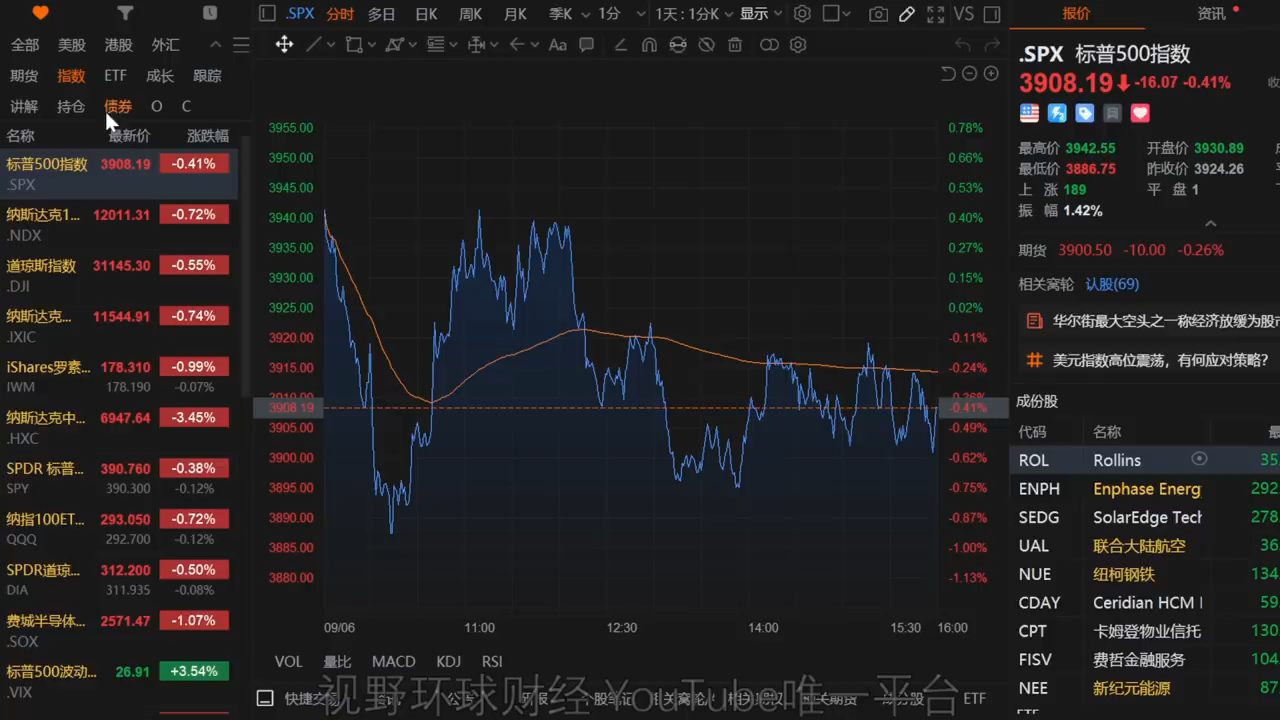 .SPX 分时 多日 日K 周K 月K 季K 1分 1天:1分K 显示 VS 报价 资讯
全部 美股 港股 外汇
期货 指数 ETF 成长 跟踪
讲解 持仓 债券 O C
Aa
.SPX 标普500指数
3908.19 -16.07 -0.41%
最高价 3942.55 开盘价 3930.89
最低价 3886.75 昨收价 3924.26
上涨 189 平盘 1
振幅 1.42%
期货 3900.50 -10.00 -0.26%
相关窝轮 认股(69)
华尔街最大空头之一称经济放缓为股
美元指数高位震荡，有何应对策略?
成份股
代码 名称
ROL Rollins 35
ENPH Enphase Energ 292
SEDG SolarEdge Tech 278
UAL 联合大陆航空 36
NUE 纽柯钢铁 134
CDAY Ceridian HCM 59
CPT 卡姆登物业信托 130
FISV 费哲金融服务 104
NEE 新纪元能源 87
名称 最新价 涨跌幅
标普500指数 3908.19 -0.41%
.SPX
纳斯达克1... 12011.31 -0.72%
.NDX
道琼斯指数 31145.30 -0.55%
.DJI
纳斯达克... 11544.91 -0.74%
.IXIC
iShares罗素... 178.310 -0.99%
IWM 178.190 -0.07%
纳斯达克中... 6947.64 -3.45%
.HXC
SPDR 标普... 390.760 -0.38%
SPY 390.300 -0.12%
纳指100ET... 293.050 -0.72%
QQQ 292.700 -0.12%
SPDR道琼... 312.200 -0.50%
DIA 311.935 -0.08%
费城半导体... 2571.47 -1.07%
.SOX
标普500波动... 26.91 +3.54%
.VIX
3955.00 0.78%
3950.00 0.66%
3945.00 0.53%
3940.00 0.40%
3935.00 0.27%
3930.00 0.15%
3925.00 0.02%
3920.00 -0.11%
3915.00 -0.24%
3908.19 -0.41%
3905.00 -0.49%
3900.00 -0.62%
3895.00 -0.75%
3890.00 -0.87%
3885.00 -1.00%
3880.00 -1.13%
09/06 11:00 12:30 14:00 15:30 16:00
VOL 量比 MACD KDJ RSI
视野环球财经 YouTube唯一平台
快捷交易 ETF